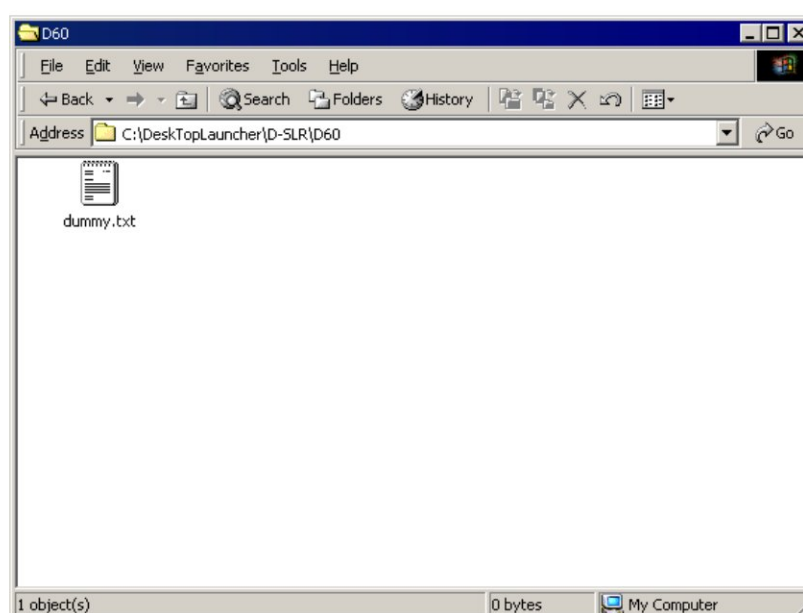 D60
File Edit View Favorites Tools Help
Back Search Folders History
Address C:\DeskTopLauncher\D-SLR\D60 Go
dummy.txt
1 object(s) 0 bytes My Computer